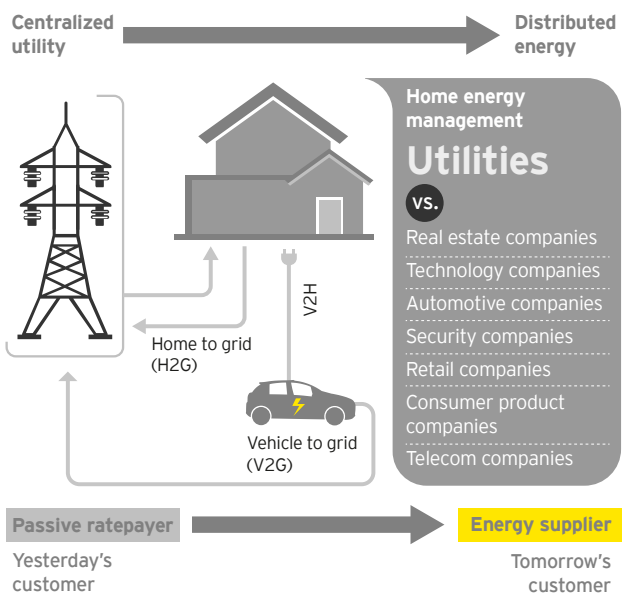 Centralized
utility
Distributed
energy
Home energy
management
Utilities
vs.
Real estate companies
Technology companies
Automotive companies
Security companies
Retail companies
Consumer product
companies
Telecom companies
V2H
Home to grid
(H2G)
Vehicle to grid
(V2G)
Passive ratepayer
Energy supplier
Yesterday's
customer
Tomorrow's
customer